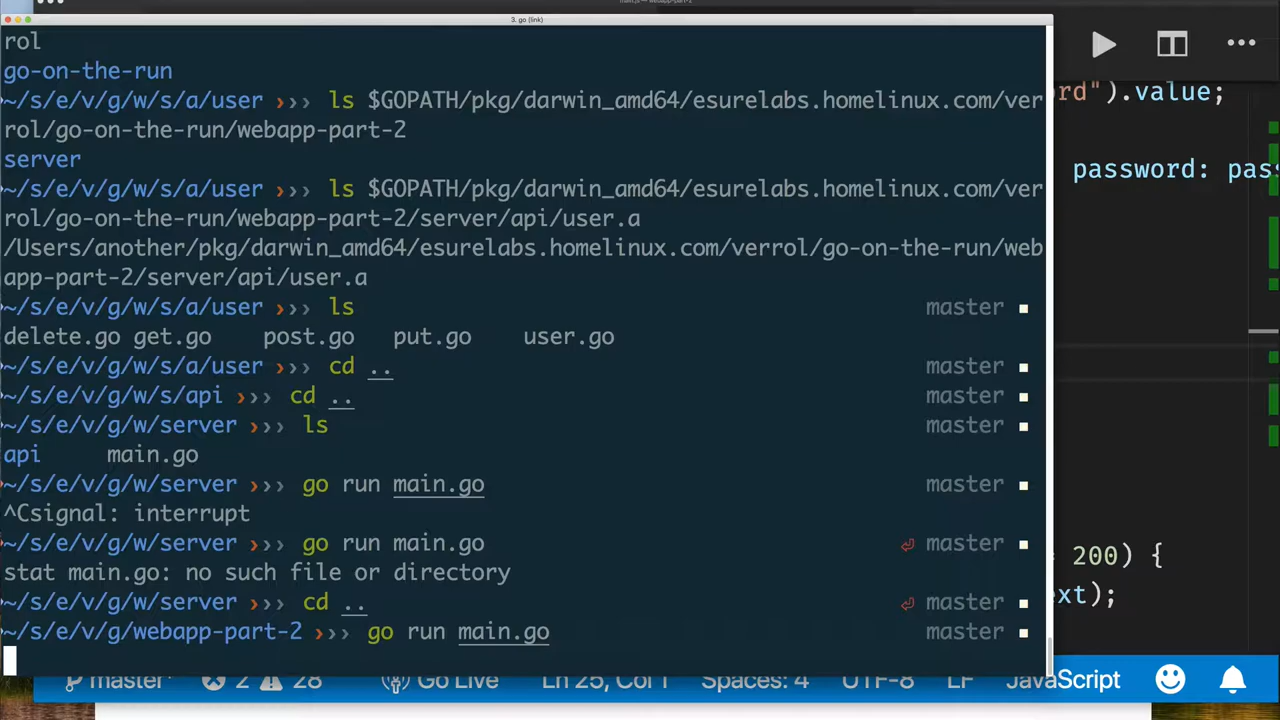 3. go (link)
rol
go-on-the-run
~/s/e/v/g/w/s/a/user ››› ls $GOPATH/pkg/darwin_amd64/esurelabs.homelinux.com/ver
rol/go-on-the-run/webapp-part-2
server
~/s/e/v/g/w/s/a/user ››› ls $GOPATH/pkg/darwin_amd64/esurelabs.homelinux.com/ver
rol/go-on-the-run/webapp-part-2/server/api/user.a
/Users/another/pkg/darwin_amd64/esurelabs.homelinux.com/verrol/go-on-the-run/web
app-part-2/server/api/user.a
~/s/e/v/g/w/s/a/user ››› ls master
delete.go get.go post.go put.go user.go
~/s/e/v/g/w/s/a/user ››› cd .. master
~/s/e/v/g/w/s/api ››› cd .. master
~/s/e/v/g/w/server ››› ls master
api main.go
~/s/e/v/g/w/server ››› go run main.go master
^Csignal: interrupt
~/s/e/v/g/w/server ››› go run main.go ⏎ master
stat main.go: no such file or directory
~/s/e/v/g/w/server ››› cd .. ⏎ master
~/s/e/v/g/webapp-part-2 ››› go run main.go master
rd").value;
password: pas
= 200) {
ext);
master* 2 28 Go Live Ln 25, Col 1 Spaces: 4 UTF-8 LF JavaScript